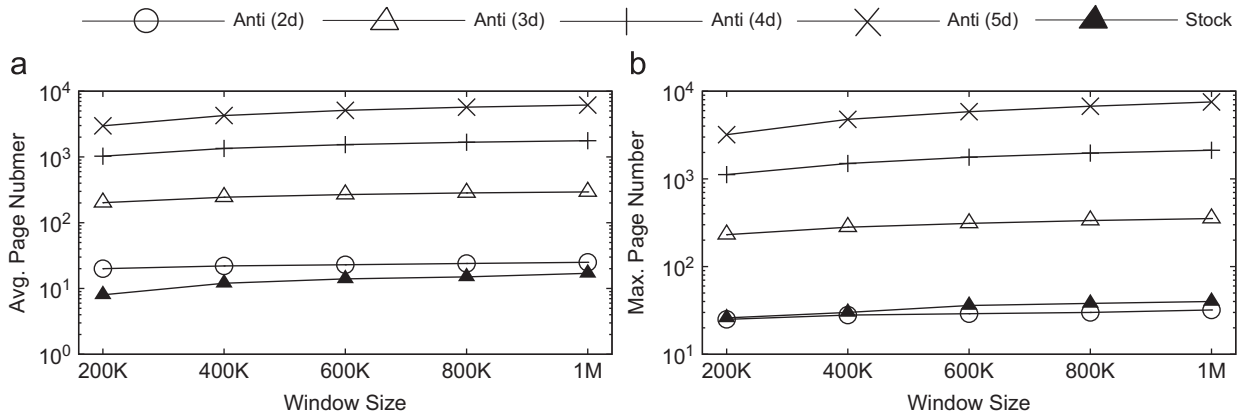 Anti (2d) Anti (3d) Anti (4d) Anti (5d) Stock
a
10^4
10^3
10^2
10^1
10^0
Avg. Page Nubmer
200K 400K 600K 800K 1M
Window Size
b
10^4
10^3
10^2
10^1
Max. Page Number
200K 400K 600K 800K 1M
Window Size